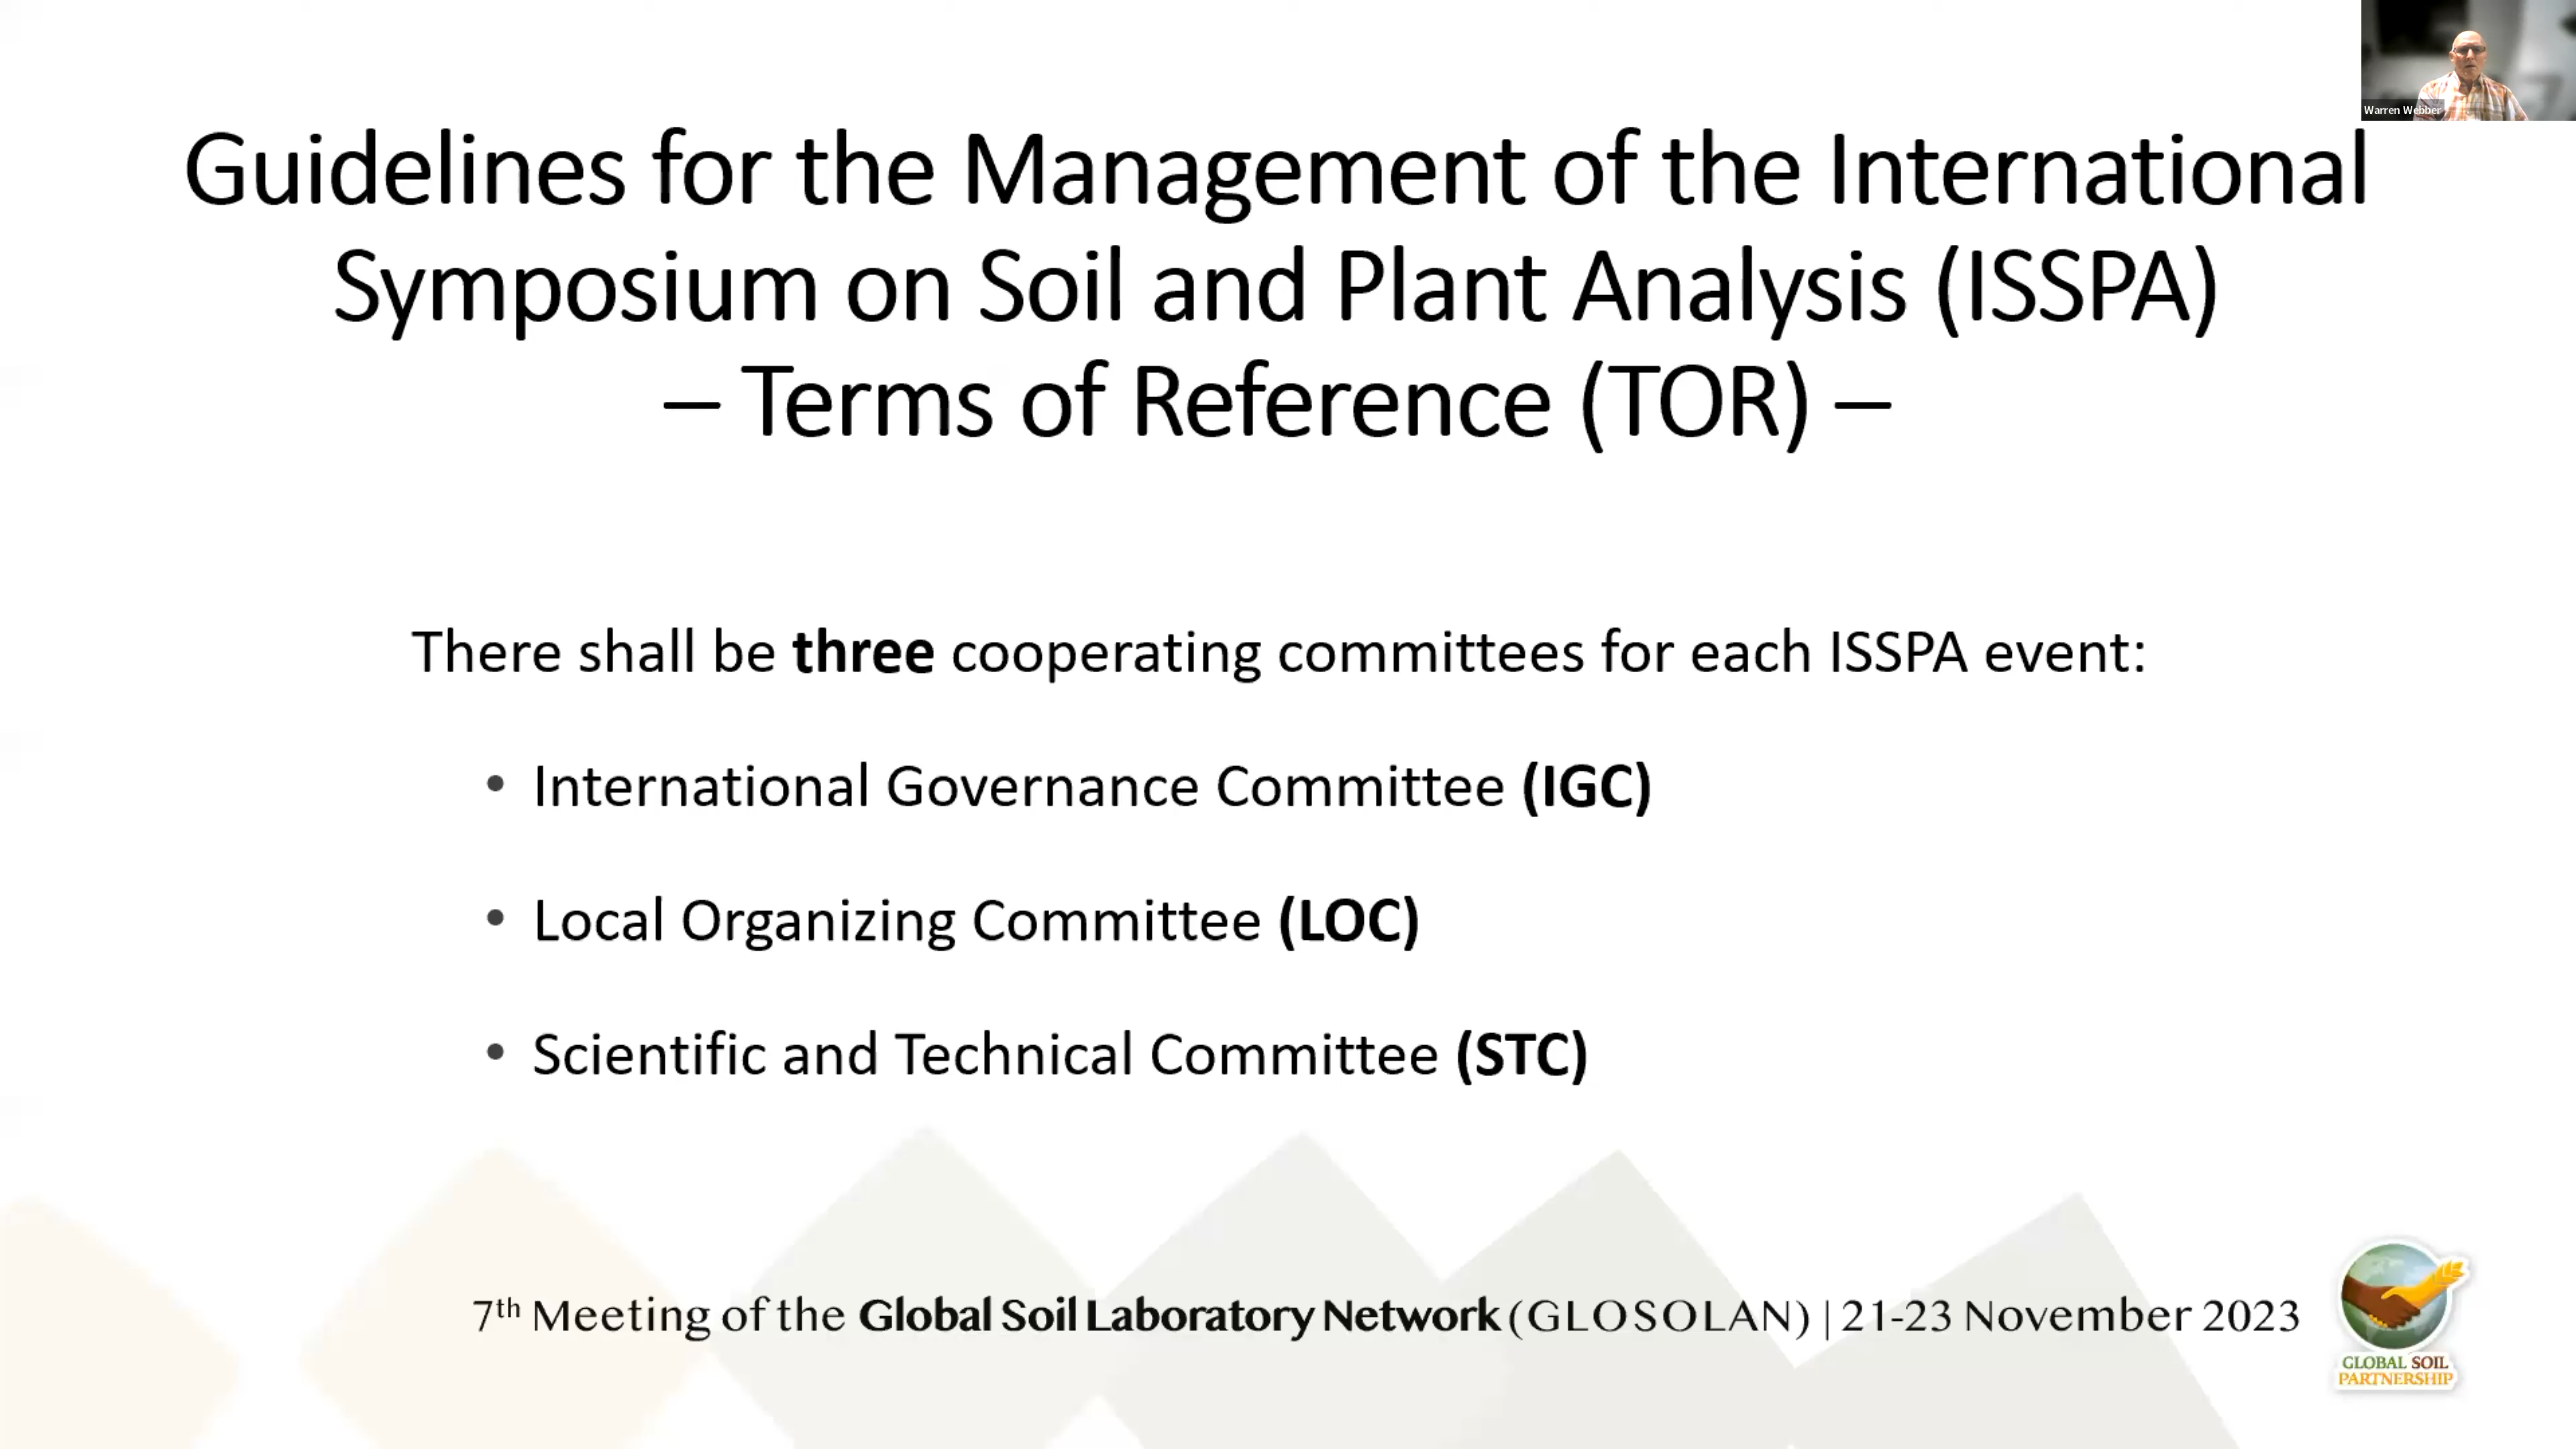 Warren Webber
Guidelines for the Management of the International
Symposium on Soil and Plant Analysis (ISSPA)
– Terms of Reference (TOR) –
There shall be three cooperating committees for each ISSPA event:
• International Governance Committee (IGC)
• Local Organizing Committee (LOC)
• Scientific and Technical Committee (STC)
7th Meeting of the Global Soil Laboratory Network (GLOSOLAN) | 21-23 November 2023
GLOBAL SOIL
PARTNERSHIP